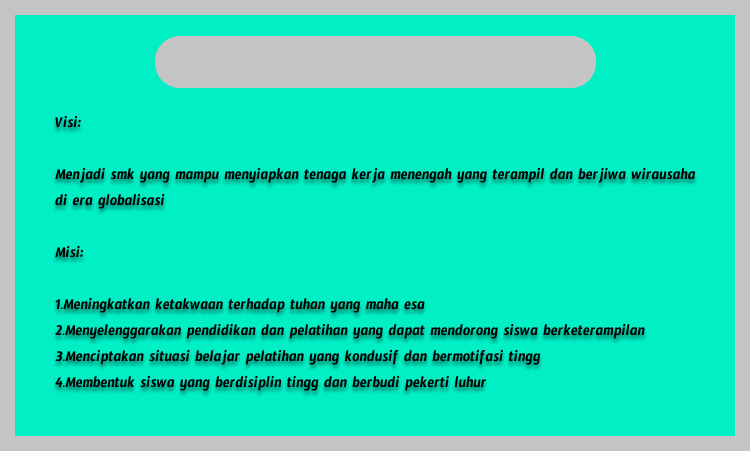 Visi:
Menjadi smk yang mampu menyiapkan tenaga kerja menengah yang terampil dan berjiwa wirausaha
di era globalisasi
Misi:
1.Meningkatkan ketakwaan terhadap tuhan yang maha esa
2.Menyelenggarakan pendidikan dan pelatihan yang dapat mendorong siswa berketerampilan
3.Menciptakan situasi belajar pelatihan yang kondusif dan bermotifasi tingg
4.Membentuk siswa yang berdisiplin tingg dan berbudi pekerti luhur